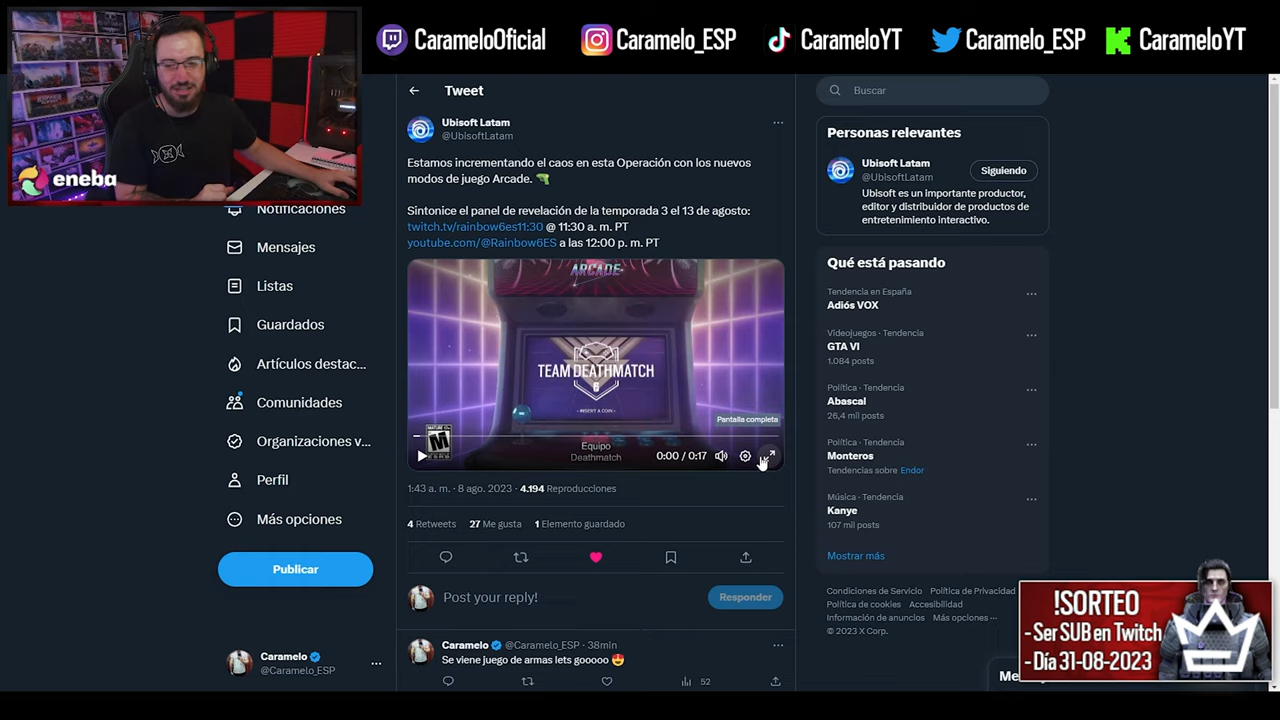 CarameloOficial
Caramelo_ESP
CarameloYT
Caramelo_ESP
CarameloYT
eneba
Notificaciones
Mensajes
Listas
Guardados
Artículos destac...
Comunidades
Organizaciones v...
Perfil
Más opciones
Publicar
Caramelo
@Caramelo_ESP
Tweet
Ubisoft Latam
@UbisoftLatam
Estamos incrementando el caos en esta Operación con los nuevos
modos de juego Arcade.
Sintonice el panel de revelación de la temporada 3 el 13 de agosto:
twitch.tv/rainbow6es11:30 @ 11:30 a. m. PT
youtube.com/@Rainbow6ES a las 12:00 p. m. PT
ARCADE
TEAM DEATHMATCH
6
INSERT A COIN
Pantalla completa
MATURE 17+
M
Equipo
Deathmatch
0:00 / 0:17
1:43 a. m. · 8 ago. 2023 · 4.194 Reproducciones
4 Retweets 27 Me gusta 1 Elemento guardado
Post your reply!
Responder
Caramelo @Caramelo_ESP · 38min
Se viene juego de armas lets gooooo
52
Buscar
Personas relevantes
Ubisoft Latam
@UbisoftLatam
Siguiendo
Ubisoft es un importante productor,
editor y distribuidor de productos de
entretenimiento interactivo.
Qué está pasando
Tendencia en España
Adiós VOX
Videojuegos · Tendencia
GTA VI
1.084 posts
Política · Tendencia
Abascal
26,4 mil posts
Política · Tendencia
Monteros
Tendencias sobre Endor
Música · Tendencia
Kanye
107 mil posts
Mostrar más
Condiciones de Servicio Política de Privacidad
Política de cookies Accesibilidad
Información de anuncios Más opciones ···
© 2023 X Corp.
!SORTEO
- Ser SUB en Twitch
- Día 31-08-2023